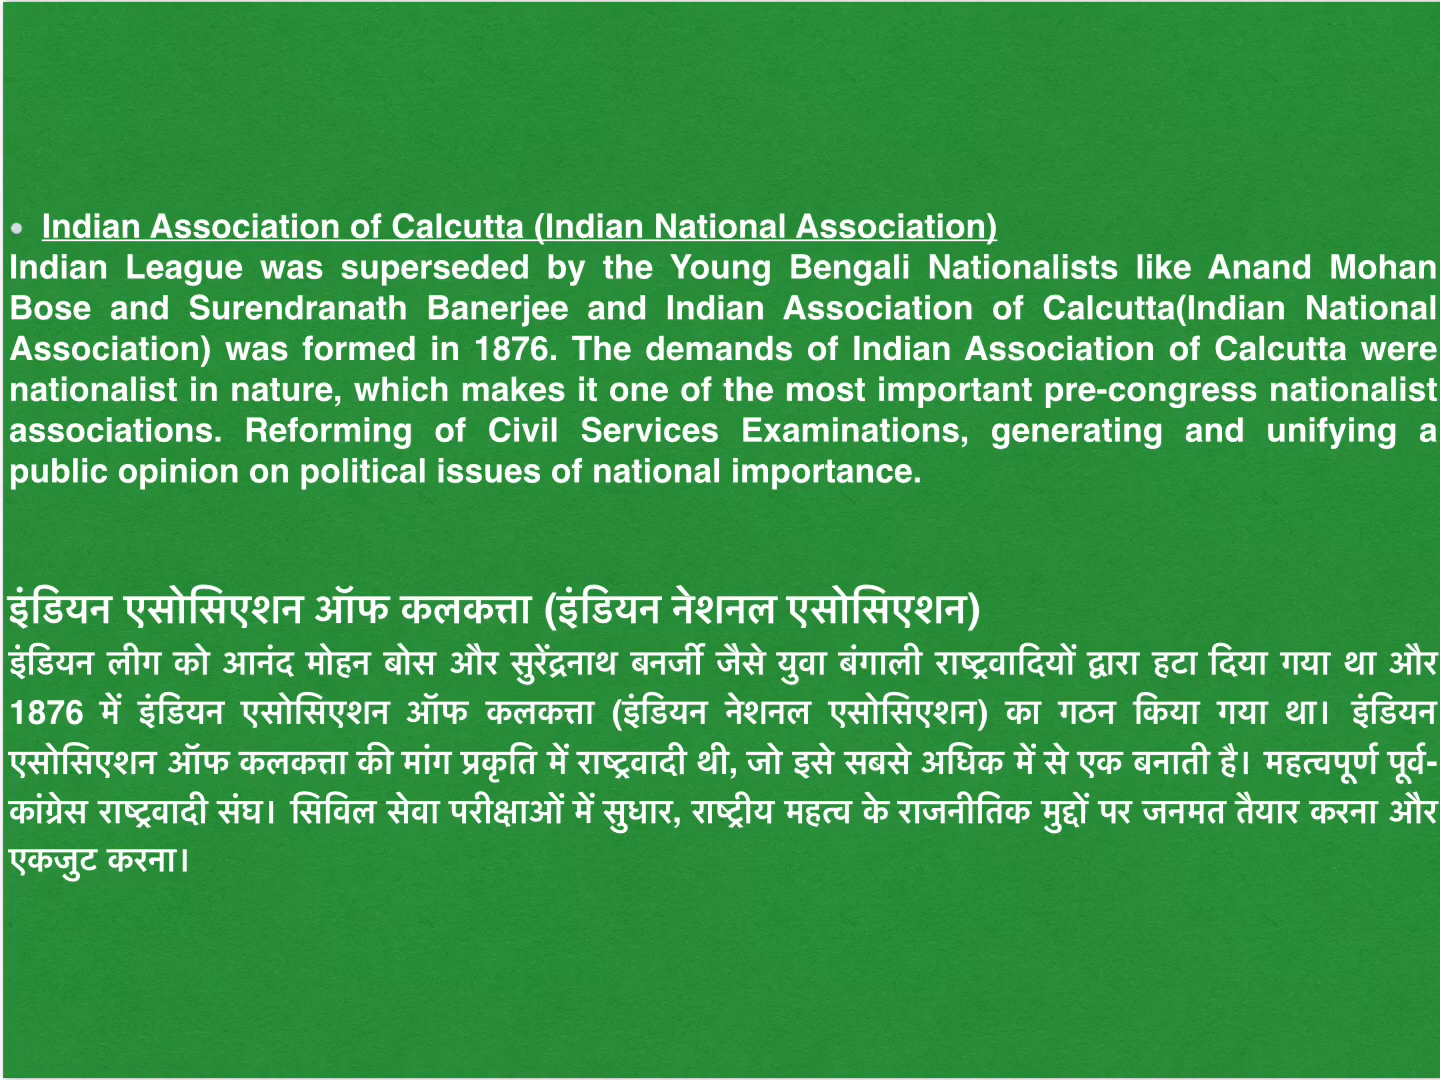 • Indian Association of Calcutta (Indian National Association)
Indian League was superseded by the Young Bengali Nationalists like Anand Mohan
Bose and Surendranath Banerjee and Indian Association of Calcutta(Indian National
Association) was formed in 1876. The demands of Indian Association of Calcutta were
nationalist in nature, which makes it one of the most important pre-congress nationalist
associations. Reforming of Civil Services Examinations, generating and unifying a
public opinion on political issues of national importance.
इंडियन एसोसिएशन ऑफ कलकत्ता (इंडियन नेशनल एसोसिएशन)
इंडियन लीग को आनंद मोहन बोस और सुरेंद्रनाथ बनर्जी जैसे युवा बंगाली राष्ट्रवादियों द्वारा हटा दिया गया था और
1876 में इंडियन एसोसिएशन ऑफ कलकत्ता (इंडियन नेशनल एसोसिएशन) का गठन किया गया था। इंडियन
एसोसिएशन ऑफ कलकत्ता की मांग प्रकृति में राष्ट्रवादी थी, जो इसे सबसे अधिक में से एक बनाती है। महत्वपूर्ण पूर्व-
कांग्रेस राष्ट्रवादी संघ। सिविल सेवा परीक्षाओं में सुधार, राष्ट्रीय महत्व के राजनीतिक मुद्दों पर जनमत तैयार करना और
एकजुट करना।